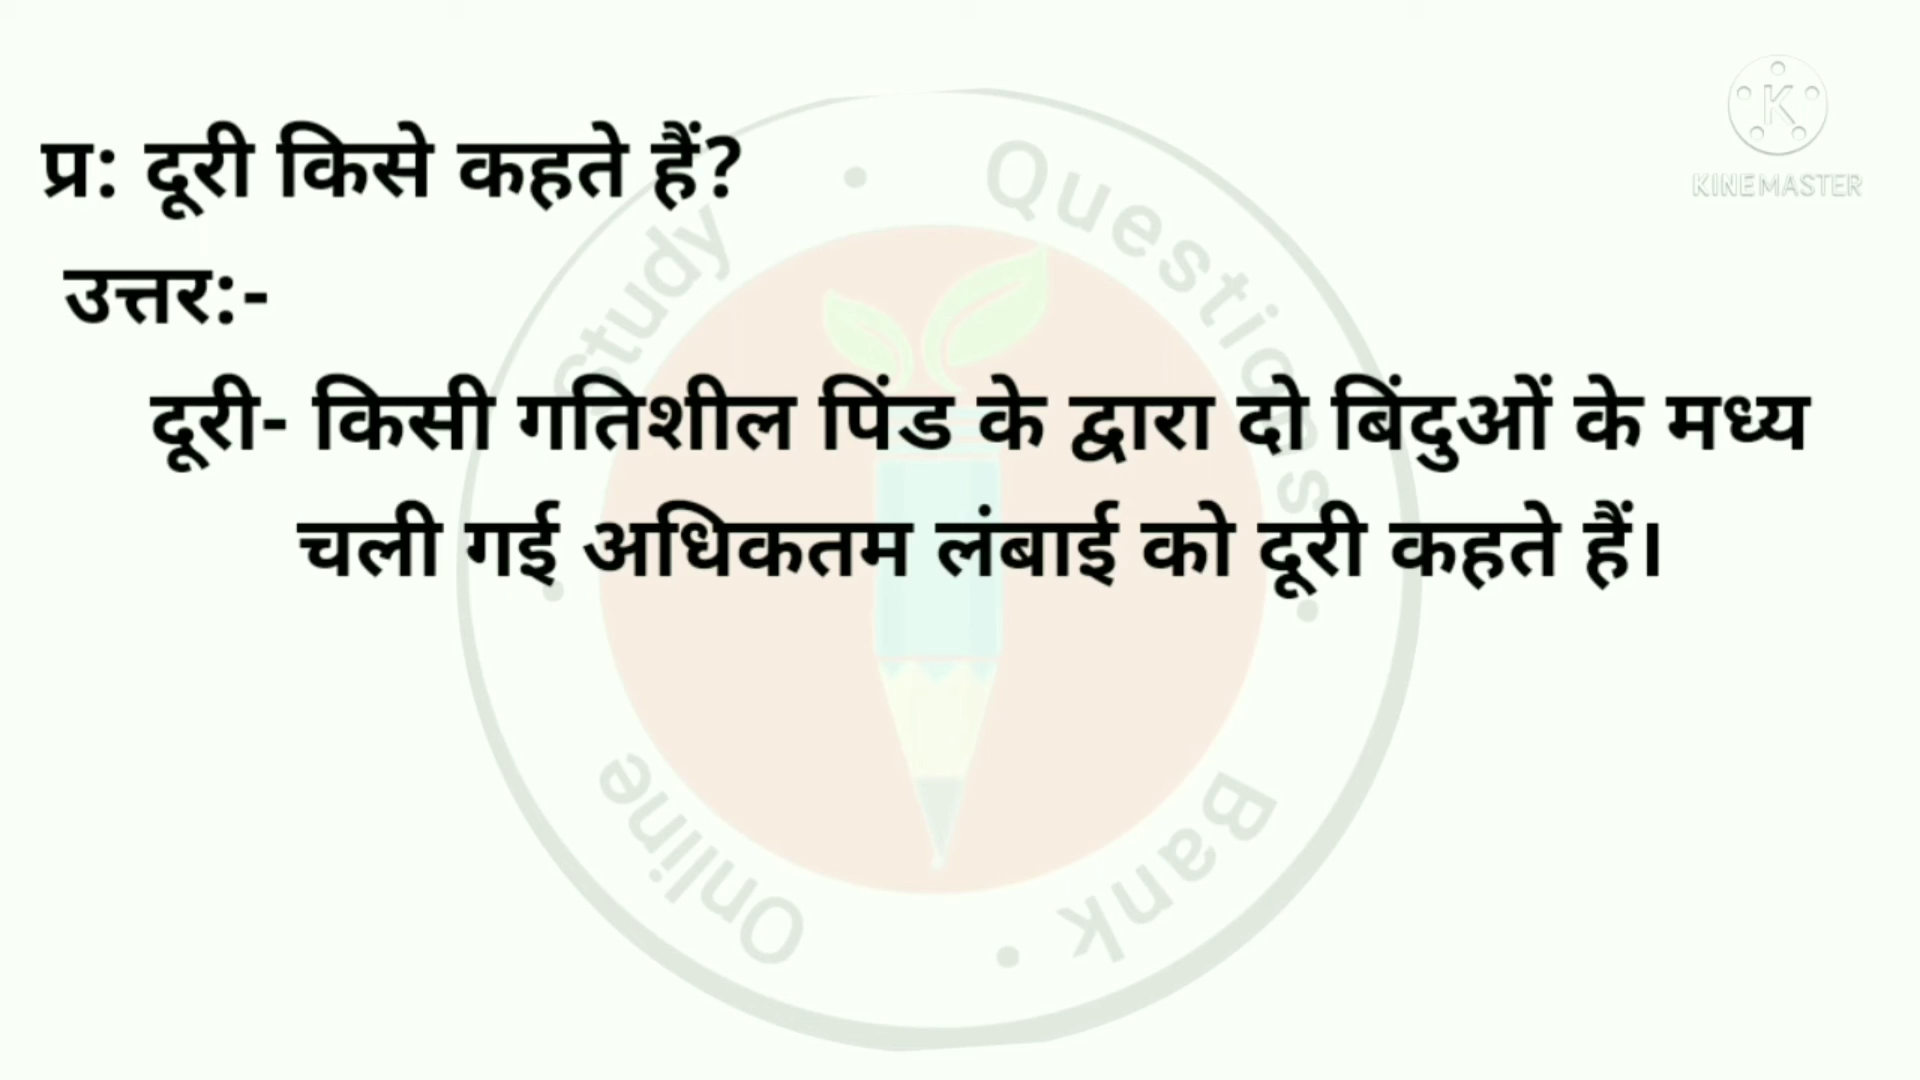 प्र: दूरी किसे कहते हैं?
उत्तर:-
दूरी- किसी गतिशील पिंड के द्वारा दो बिंदुओं के मध्य
चली गई अधिकतम लंबाई को दूरी कहते हैं।
K
KINEMASTER
Online • Study • Questions • Bank •